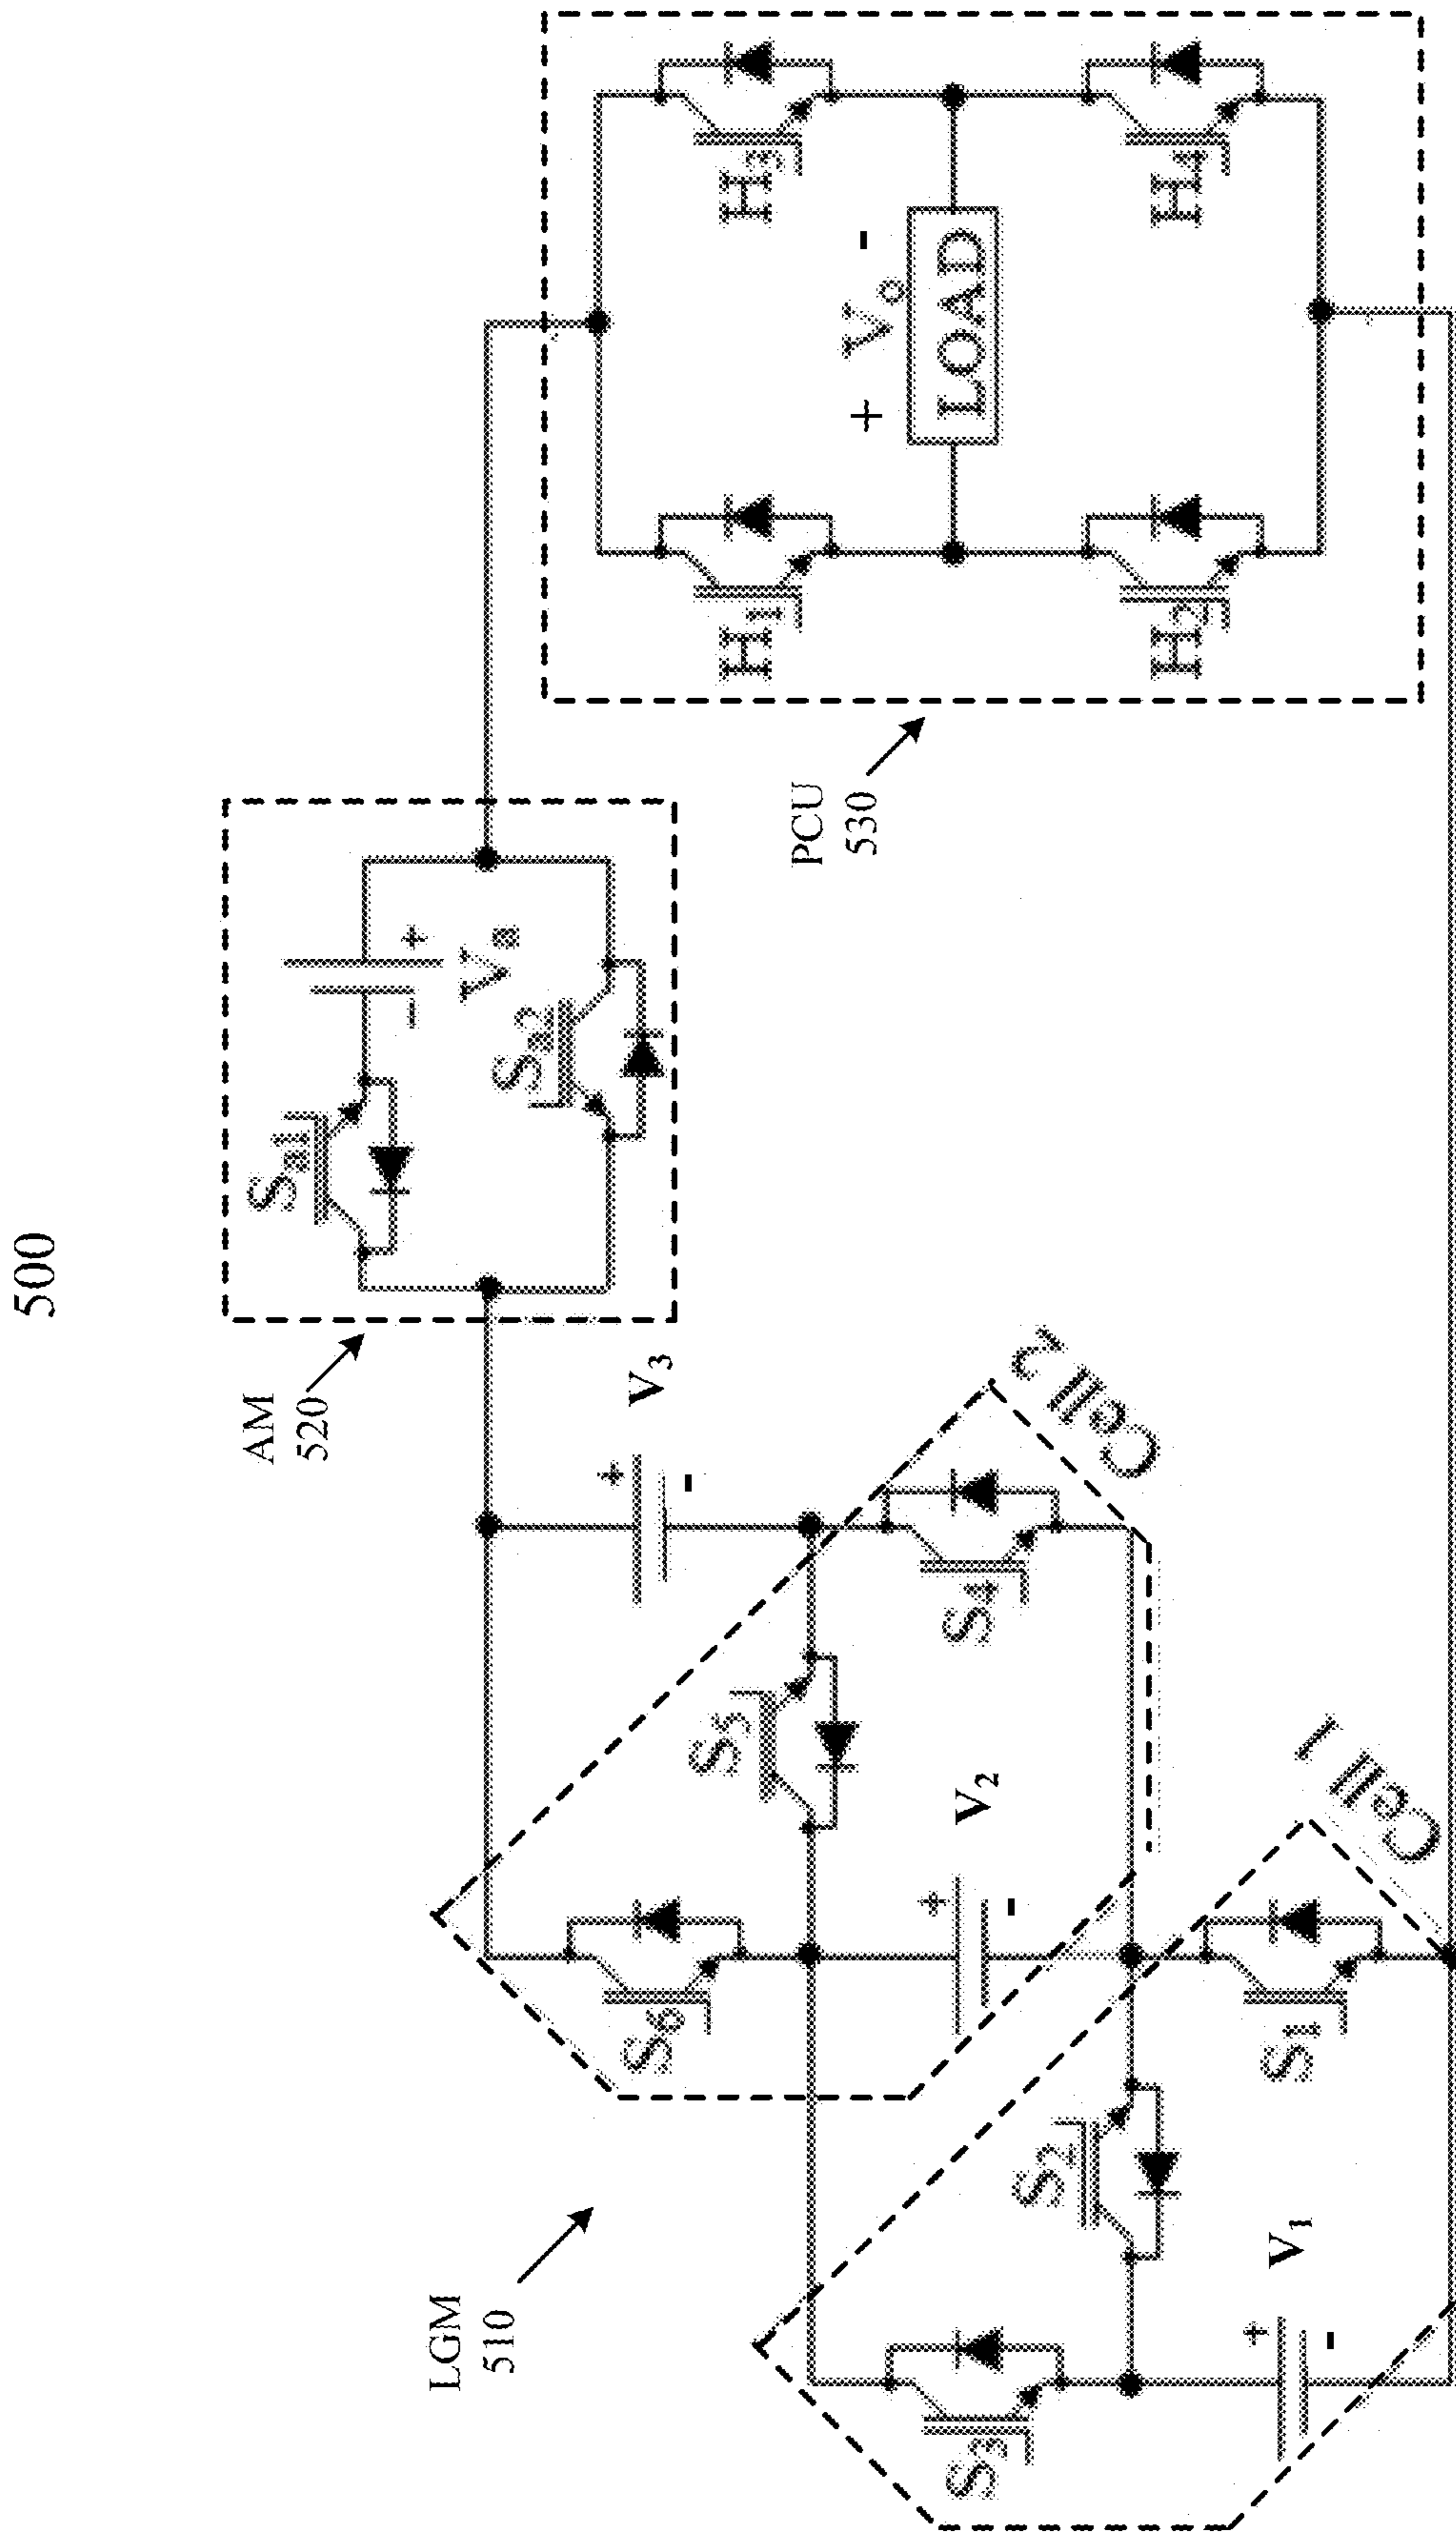 500
LGM
510
AM
520
PCU
530
Cell 1
Cell 2
S₃
V₁
+
-
S₂
S₁
S₆
V₂
+
-
S₅
S₄
V₃
+
-
Sₐ₁
Vₐ
− +
Sₐ₂
H₁
H₂
H₃
H₄
+ Vₒ -
LOAD